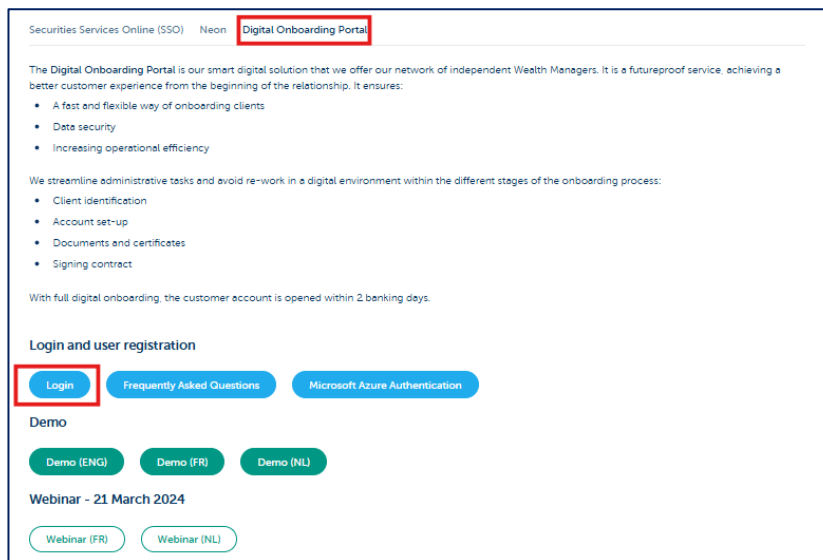 Securities Services Online (SSO) Neon Digital Onboarding Portal
The Digital Onboarding Portal is our smart digital solution that we offer our network of independent Wealth Managers. It is a futureproof service, achieving a
better customer experience from the beginning of the relationship. It ensures:
• A fast and flexible way of onboarding clients
• Data security
• Increasing operational efficiency
We streamline administrative tasks and avoid re-work in a digital environment within the different stages of the onboarding process:
• Client identification
• Account set-up
• Documents and certificates
• Signing contract
With full digital onboarding, the customer account is opened within 2 banking days.
Login and user registration
Login Frequently Asked Questions Microsoft Azure Authentication
Demo
Demo (ENG) Demo (FR) Demo (NL)
Webinar - 21 March 2024
Webinar (FR) Webinar (NL)